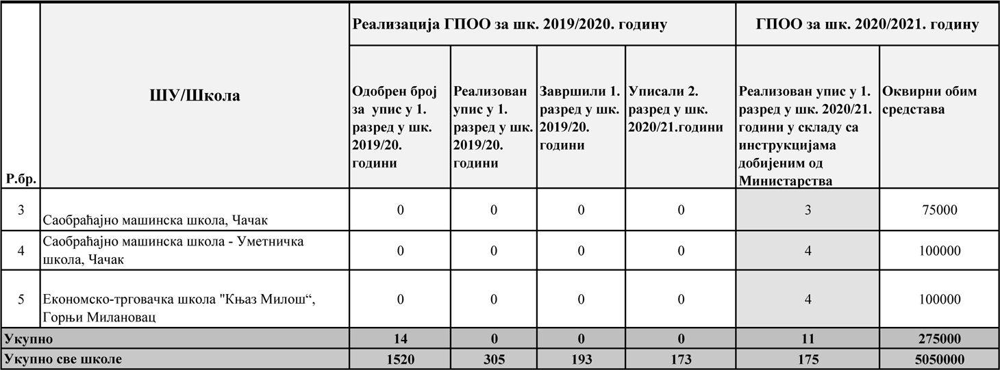 Реализација ГПОО за шк. 2019/2020. годину
ГПОО за шк. 2020/2021. годину
Р.бр.
ШУ/Школа
Одобрен број
за упис у 1.
разред у шк.
2019/20.
години
Реализован
упис у 1.
разред у шк.
2019/20.
години
Завршили 1.
разред у шк.
2019/20.
години
Уписали 2.
разред у шк.
2020/21.години
Реализован упис у 1.
разред у шк. 2020/21.
години у складу са
инструкцијама
добијеним од
Министарства
Оквирни обим
средстава
3 Саобраћајно машинска школа, Чачак 0 0 0 0 3 75000
Саобраћајно машинска школа - Уметничка
4 школа, Чачак 0 0 0 0 4 100000
5 Економско-трговачка школа "Књаз Милош“, 0 0 0 0 4 100000
Горњи Милановац
Укупно 14 0 0 0 11 275000
Укупно све школе 1520 305 193 173 175 5050000